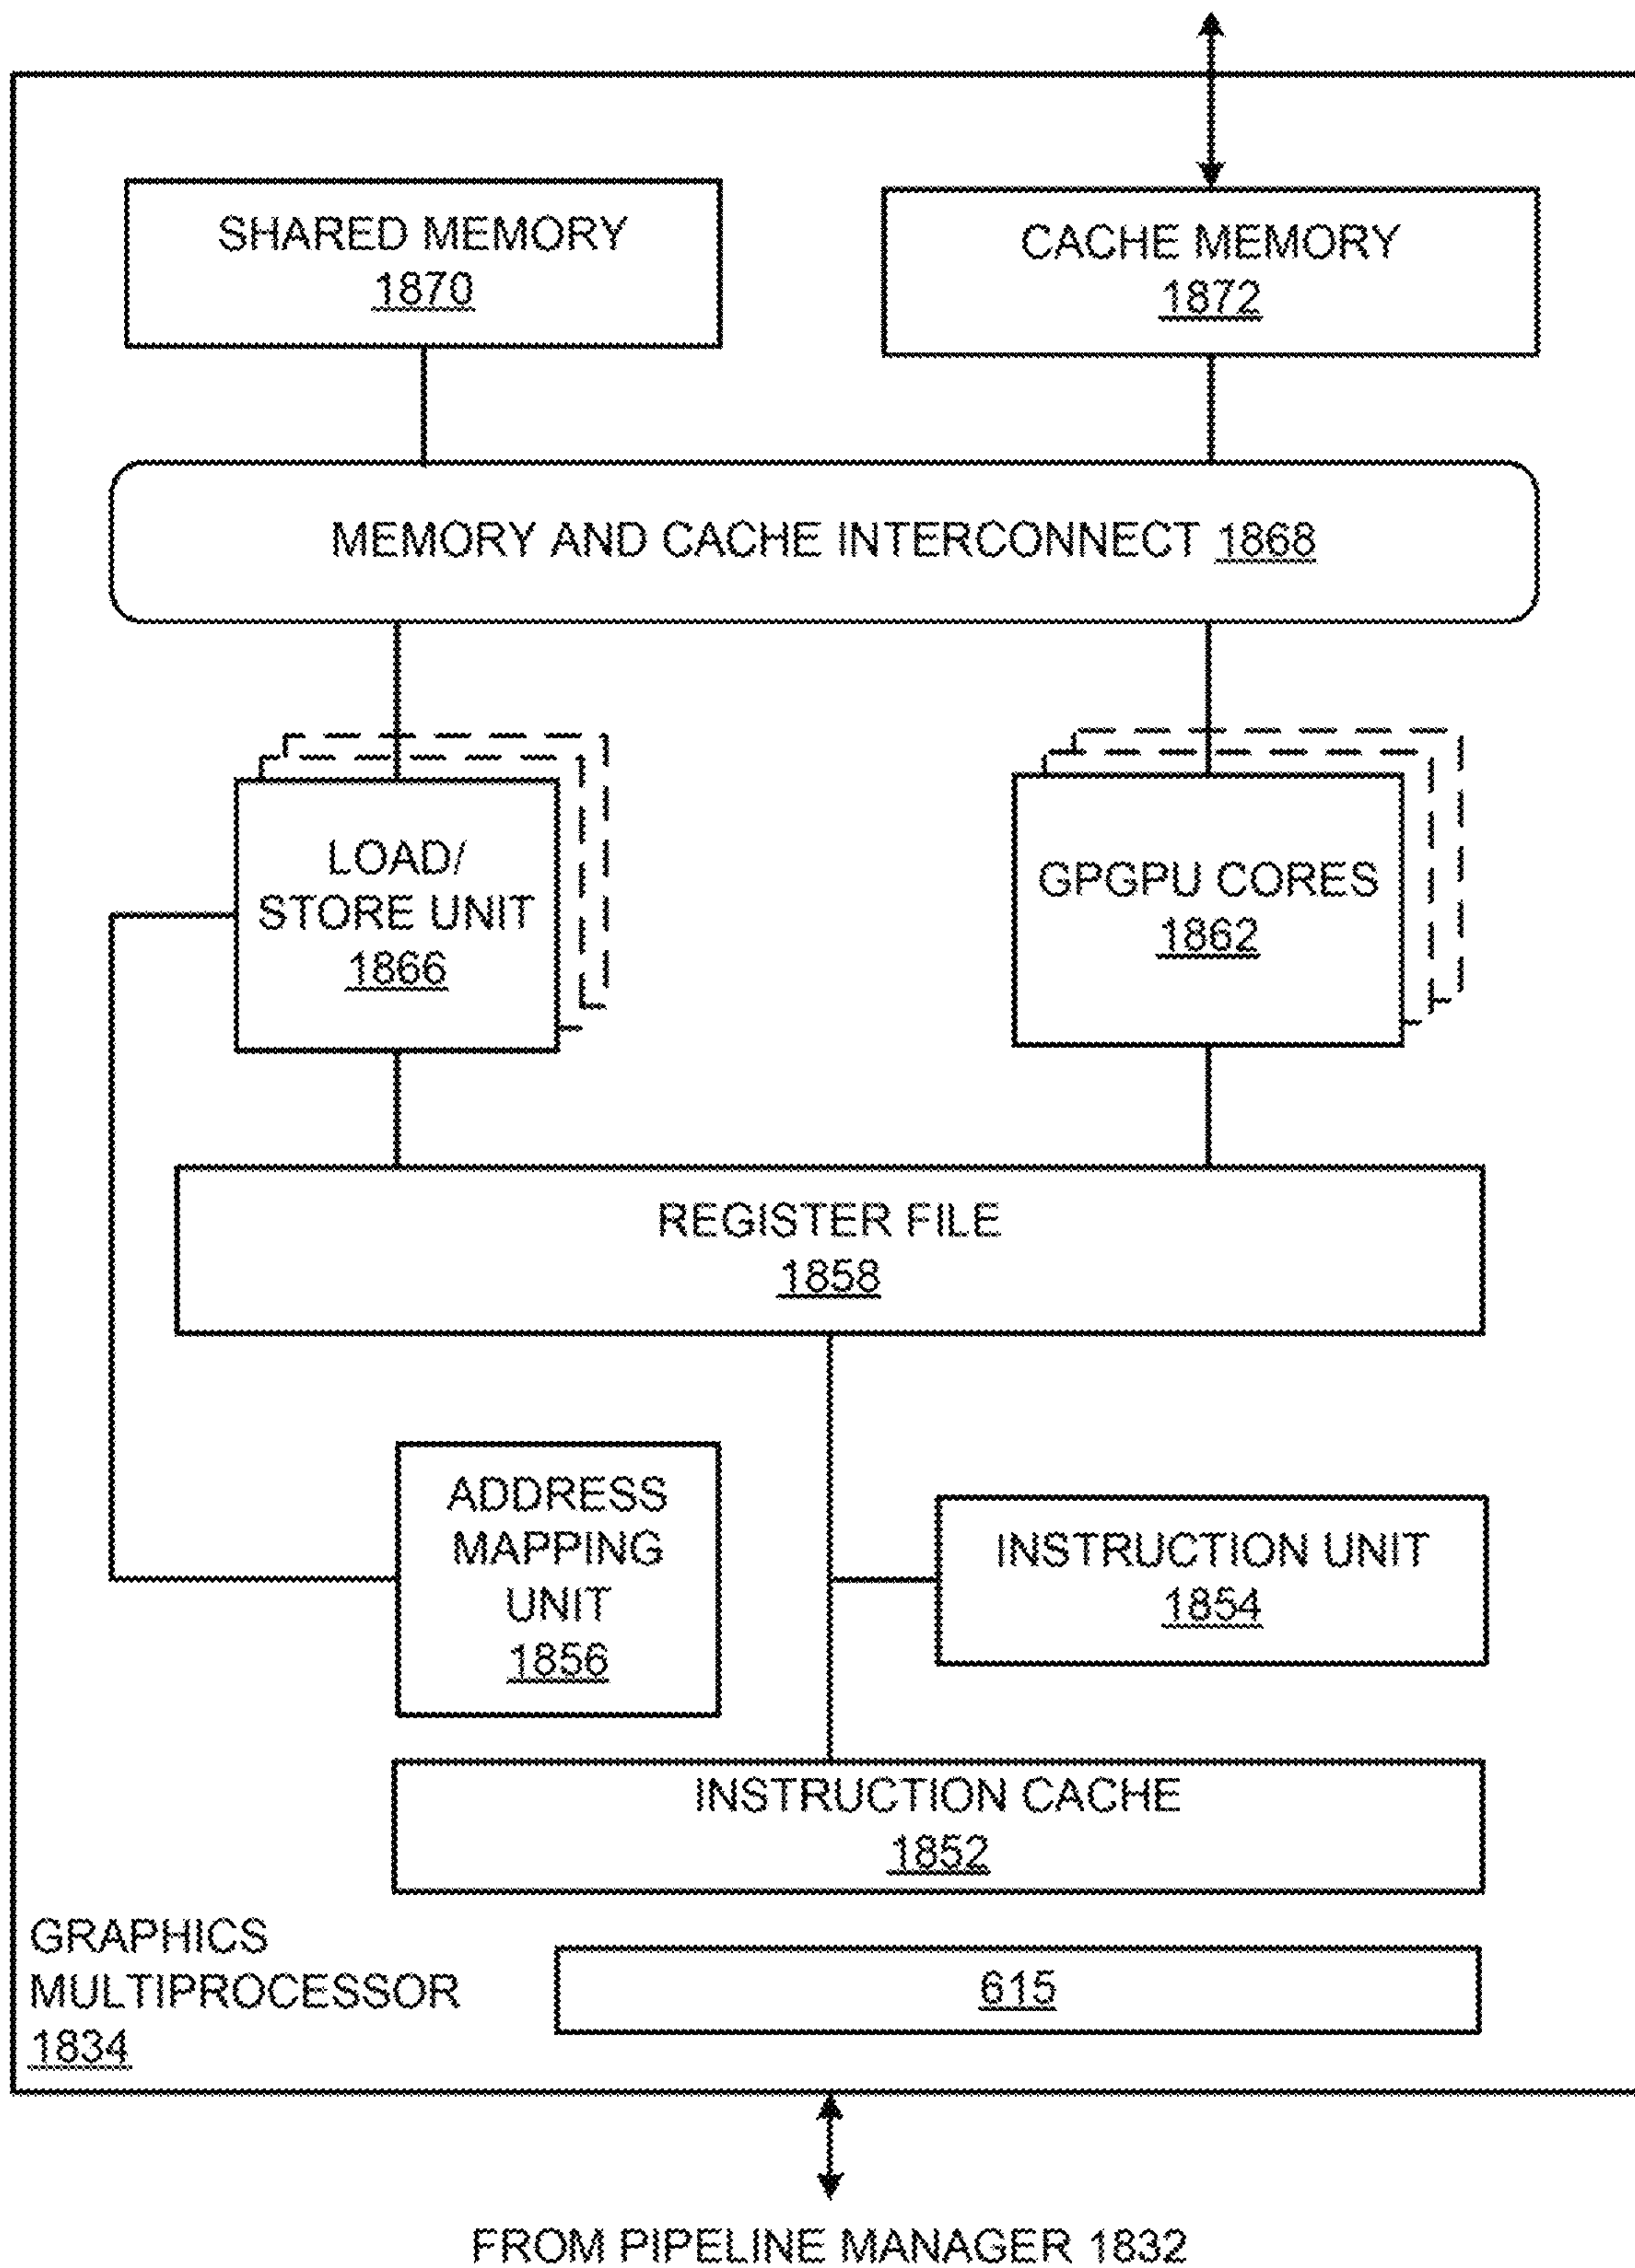 SHARED MEMORY
1870
CACHE MEMORY
1872
MEMORY AND CACHE INTERCONNECT 1868
LOAD/
STORE UNIT
1866
GPGPU CORES
1862
REGISTER FILE
1858
ADDRESS
MAPPING
UNIT
1856
INSTRUCTION UNIT
1854
INSTRUCTION CACHE
1852
GRAPHICS
MULTIPROCESSOR
1834
615
FROM PIPELINE MANAGER 1832